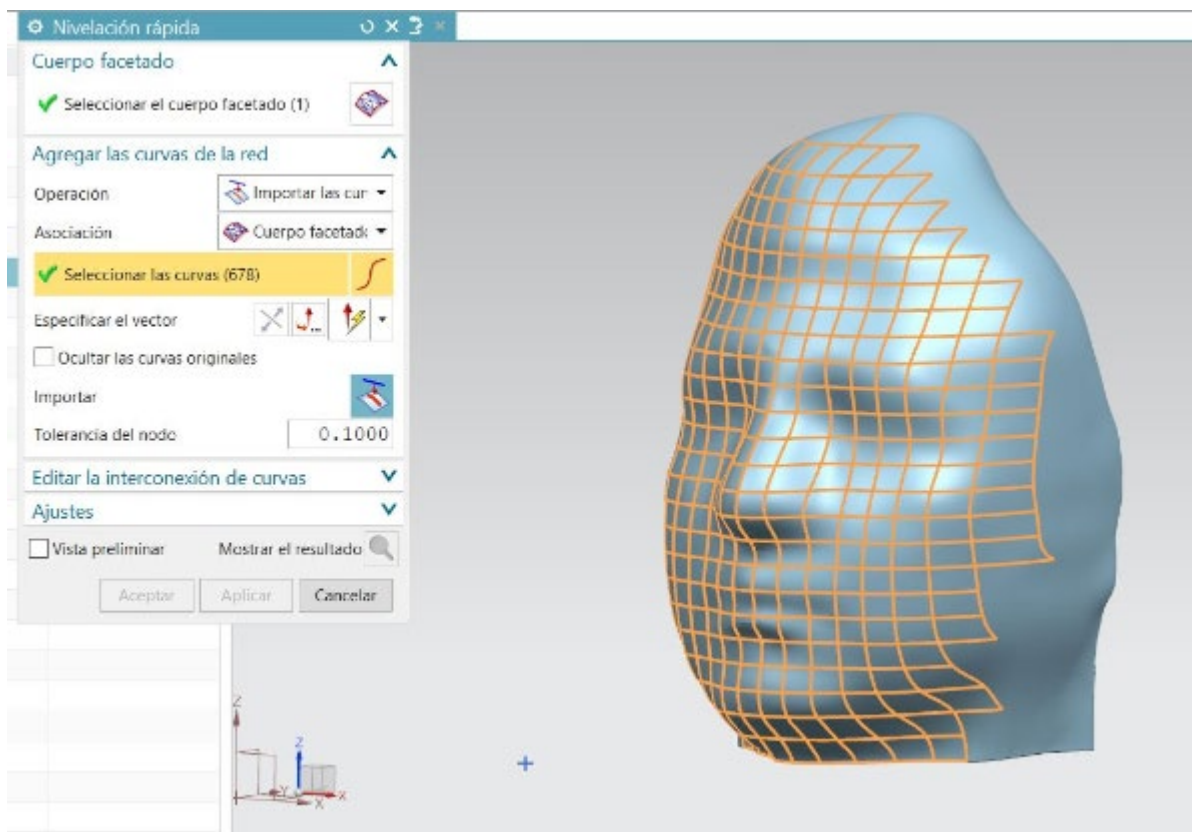 Nivelación rápida
Cuerpo facetado
Seleccionar el cuerpo facetado (1)
Agregar las curvas de la red
Operación
Importar las cur
Asociación
Cuerpo facetad
Seleccionar las curvas (678)
Especificar el vector
Ocultar las curvas originales
Importar
Tolerancia del nodo
0.1000
Editar la interconexión de curvas
Ajustes
Vista preliminar
Mostrar el resultado
Aceptar
Aplicar
Cancelar
Z
Z
Y
X
X